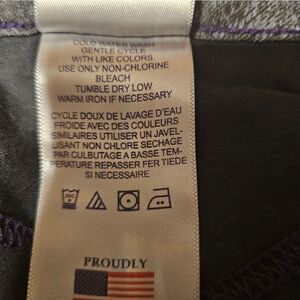 COLD WATER WASH
GENTLE CYCLE
WITH LIKE COLORS
USE ONLY NON-CHLORINE
BLEACH
TUMBLE DRY LOW
WARM IRON IF NECESSARY
CYCLE DOUX DE LAVAGE D'EAU
FROIDE AVEC DES COULEURS
SIMILAIRES UTILISER UN JAVEL-
LISANT NON CHLORE SECHAGE
PAR CULBUTAGE A BASSE TEM-
PERATURE REPASSER FER TIEDE
SI NECESSAIRE
PROUDLY